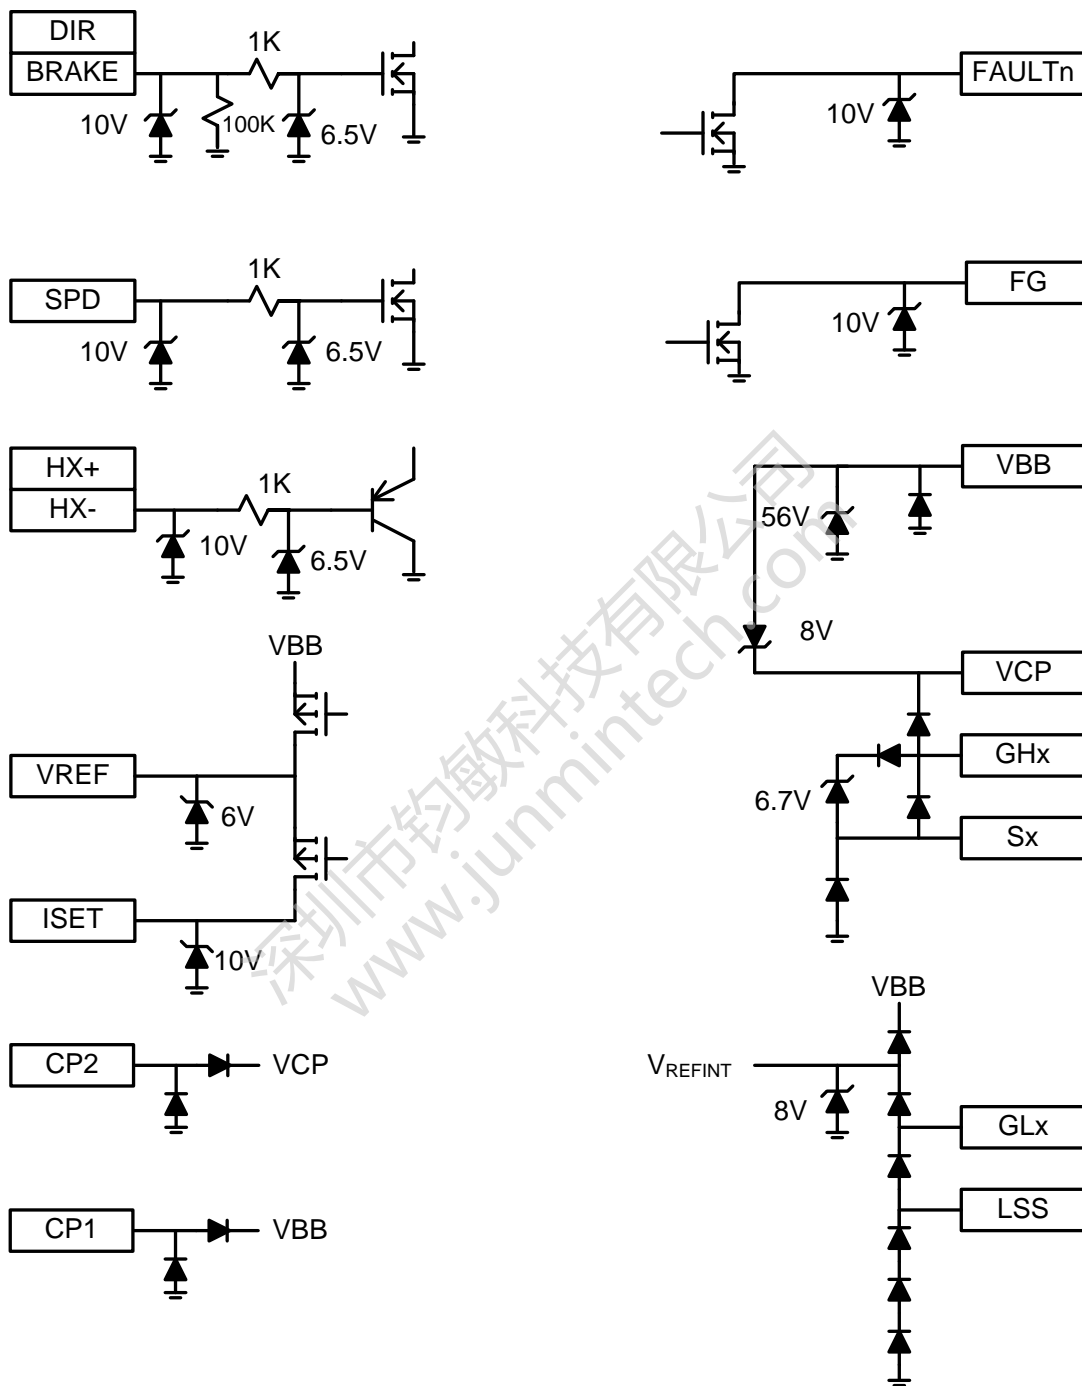 DIR
BRAKE
1K
10V
100K
6.5V
FAULTn
10V
SPD
1K
10V
6.5V
FG
10V
HX+
HX-
1K
10V
6.5V
VBB
56V
8V
VCP
GHx
6.7V
Sx
VBB
VREF
6V
ISET
10V
CP2
VCP
CP1
VBB
VBB
VREFINT
8V
GLx
LSS
深圳市钧敏科技有限公司
www.junmintech.com